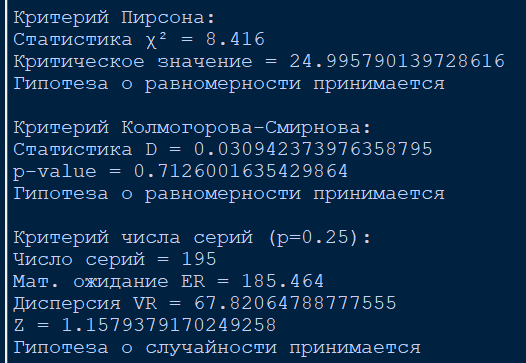 Критерий Пирсона:
Статистика χ² = 8.416
Критическое значение = 24.995790139728616
Гипотеза о равномерности принимается
Критерий Колмогорова-Смирнова:
Статистика D = 0.030942373976358795
p-value = 0.7126001635429864
Гипотеза о равномерности принимается
Критерий числа серий (p=0.25):
Число серий = 195
Мат. ожидание ER = 185.464
Дисперсия VR = 67.82064788777555
Z = 1.1579379170249258
Гипотеза о случайности принимается